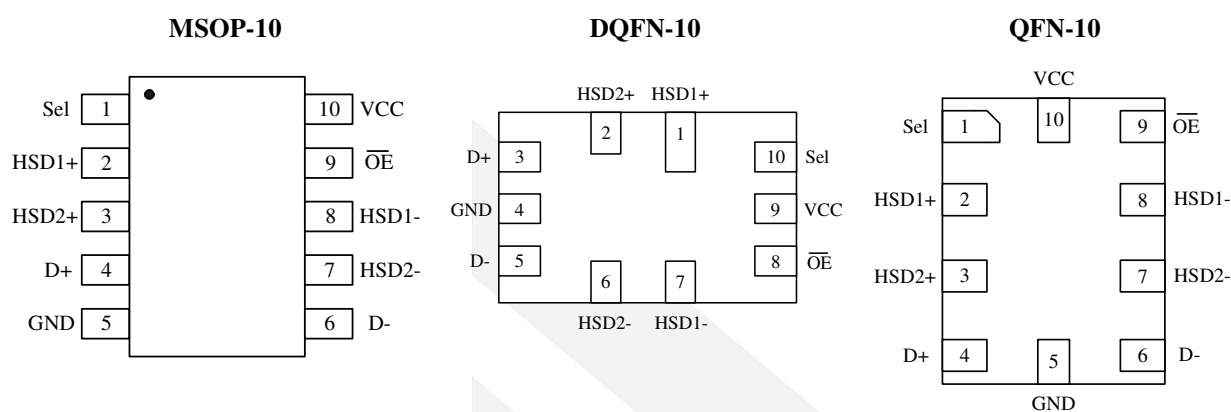 MSOP-10
Sel 1 10 VCC
HSD1+ 2 9 OE
HSD2+ 3 8 HSD1-
D+ 4 7 HSD2-
GND 5 6 D-
DQFN-10
HSD2+ HSD1+
2 1
D+ 3 10 Sel
GND 4 9 VCC
D- 5 8 OE
6 7
HSD2- HSD1-
QFN-10
VCC
Sel 1 10 9 OE
HSD1+ 2 8 HSD1-
HSD2+ 3 7 HSD2-
D+ 4 5 6 D-
GND